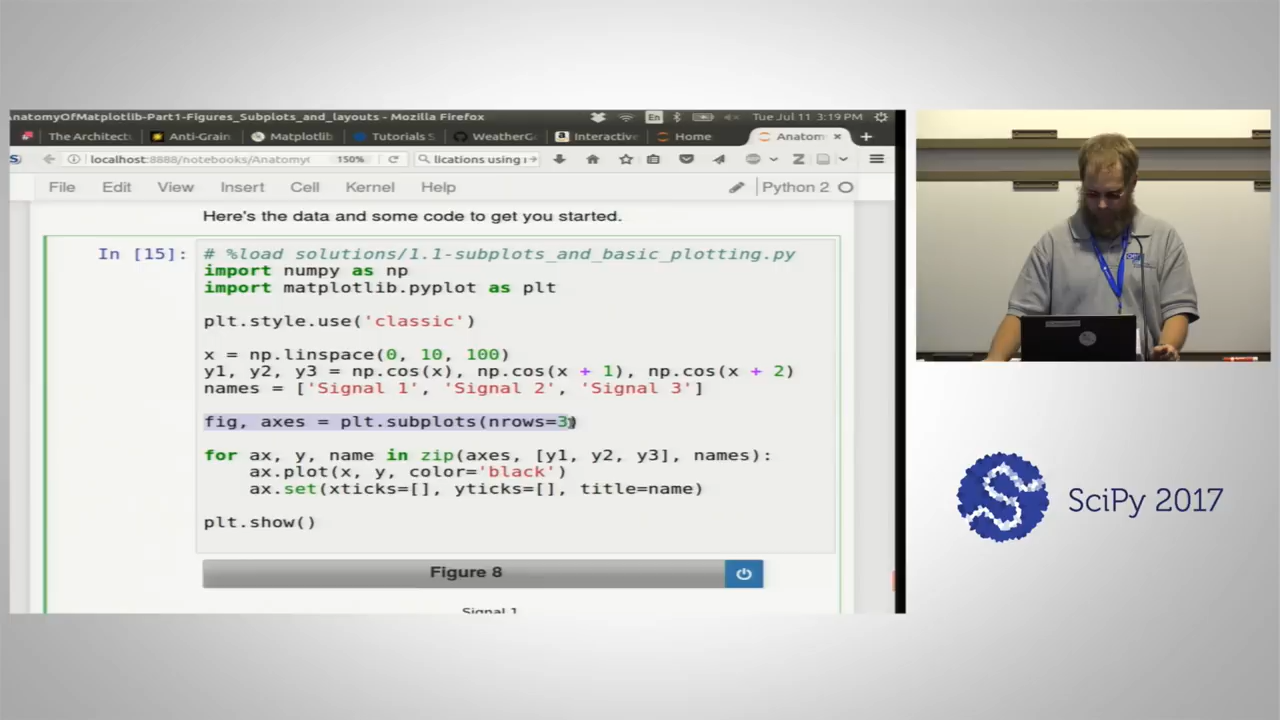 AnatomyOfMatplotlib-Part1-Figures_Subplots_and_layouts - Mozilla Firefox En Tue Jul 11 3:19 PM
The Archited Anti-Grain Matplotlib Tutorials S WeatherGe Interactive Home Anatom
localhost:8888/notebooks/Anatomy 150% lications using
File Edit View Insert Cell Kernel Help Python 2
Here's the data and some code to get you started.
In [15]: # %load solutions/1.1-subplots_and_basic_plotting.py
import numpy as np
import matplotlib.pyplot as plt
plt.style.use('classic')
x = np.linspace(0, 10, 100)
y1, y2, y3 = np.cos(x), np.cos(x + 1), np.cos(x + 2)
names = ['Signal 1', 'Signal 2', 'Signal 3']
fig, axes = plt.subplots(nrows=3)
for ax, y, name in zip(axes, [y1, y2, y3], names):
ax.plot(x, y, color='black')
ax.set(xticks=[], yticks=[], title=name)
plt.show()
Figure 8
Signal 1
SciPy 2017